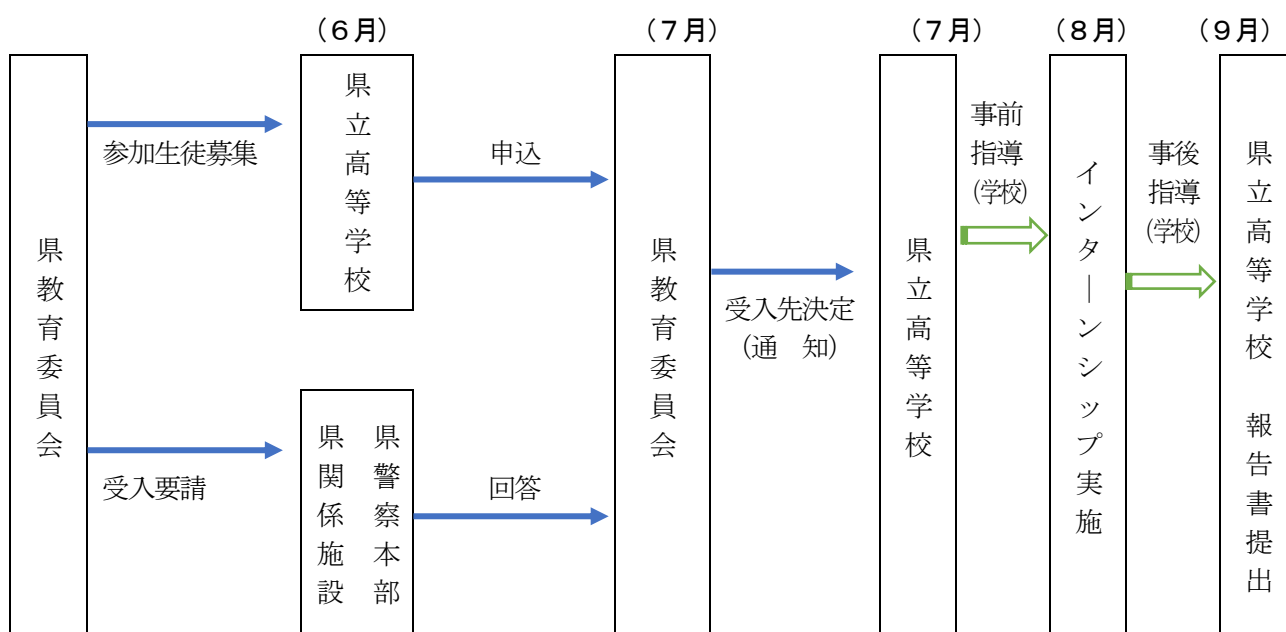 （６月）
（７月）
（７月）
（８月）
（９月）
県教育委員会
参加生徒募集
受入要請
県立高等学校
県警察本部
県関係施設
申込
回答
県教育委員会
受入先決定
（通　知）
県立高等学校
事前
指導
(学校)
インターンシップ実施
事後
指導
(学校)
県立高等学校　報告書提出